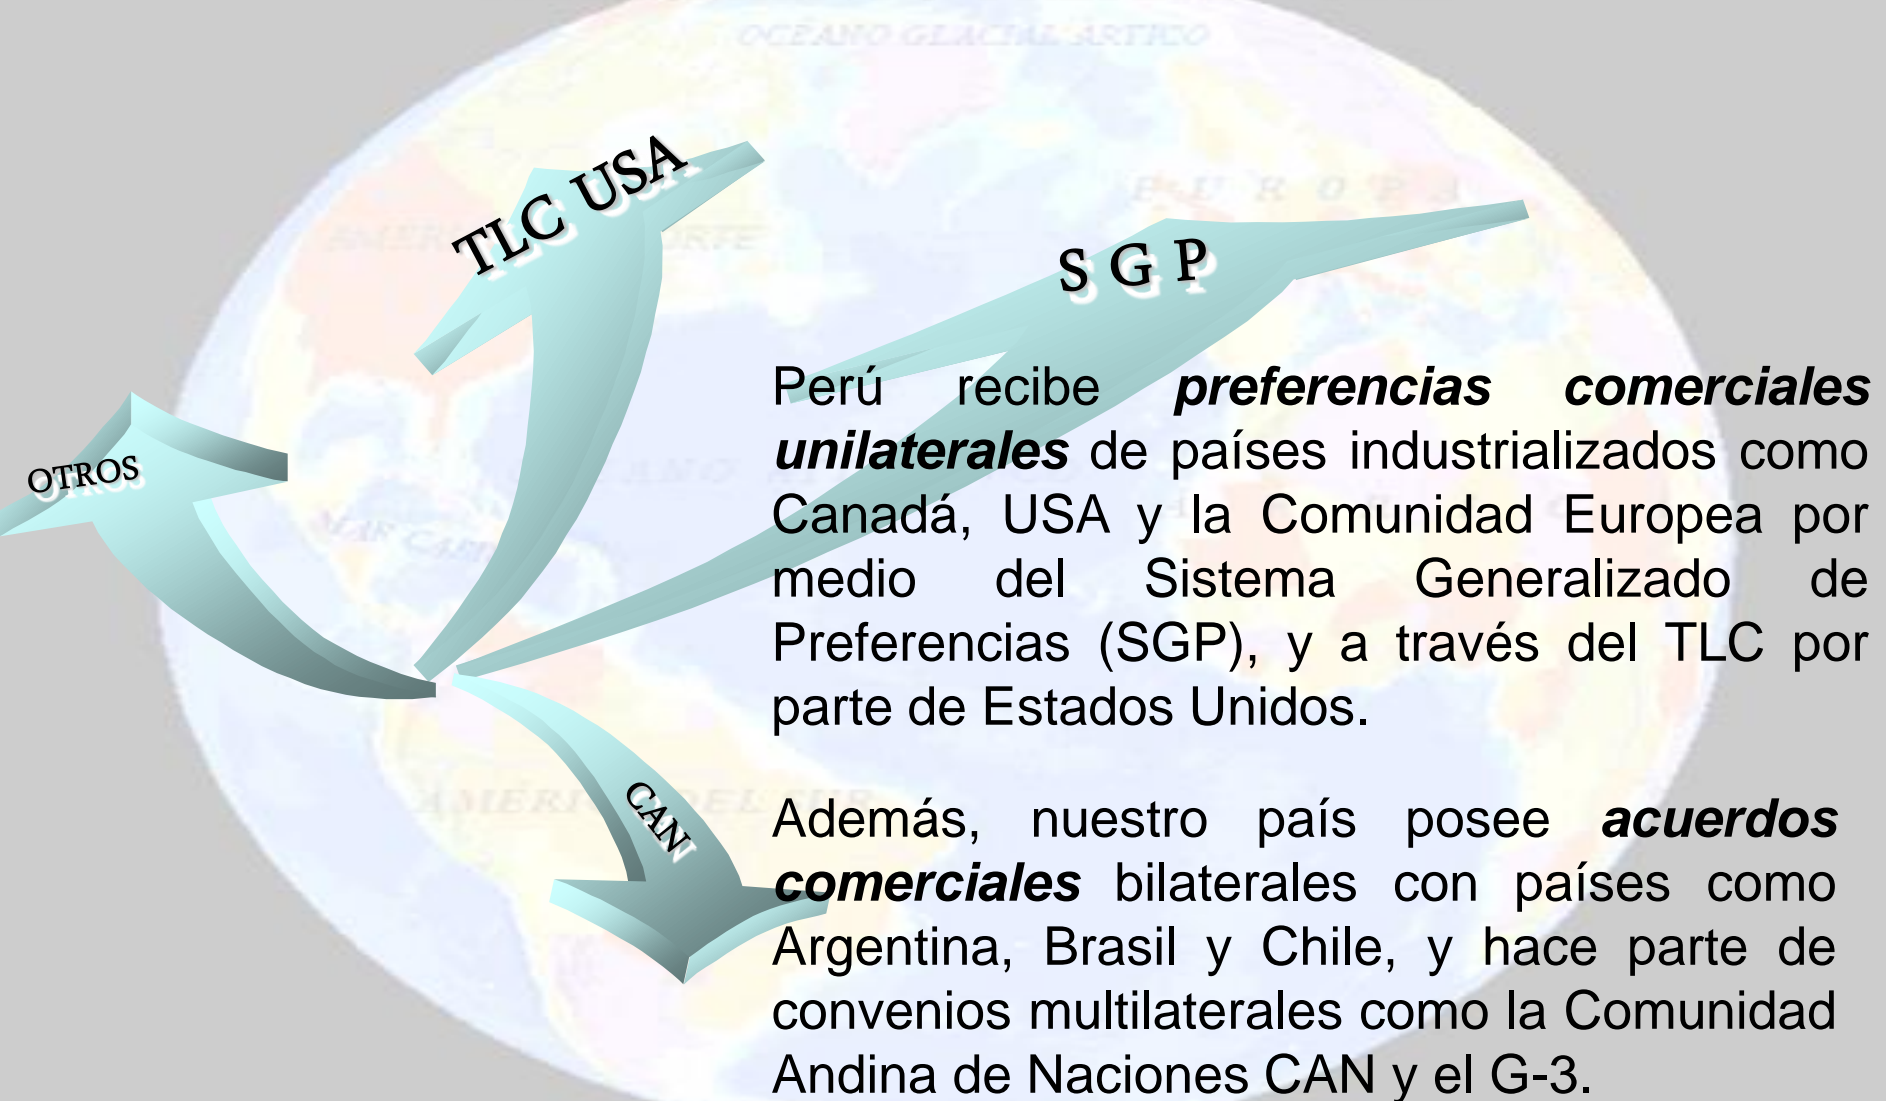 OCÉANO GLACIAL ÁRTICO
TLC USA
E U R O P A
S G P
OTROS
CAN
Perú recibe preferencias comerciales
unilaterales de países industrializados como
Canadá, USA y la Comunidad Europea por
medio del Sistema Generalizado de
Preferencias (SGP), y a través del TLC por
parte de Estados Unidos.
Además, nuestro país posee acuerdos
comerciales bilaterales con países como
Argentina, Brasil y Chile, y hace parte de
convenios multilaterales como la Comunidad
Andina de Naciones CAN y el G-3.